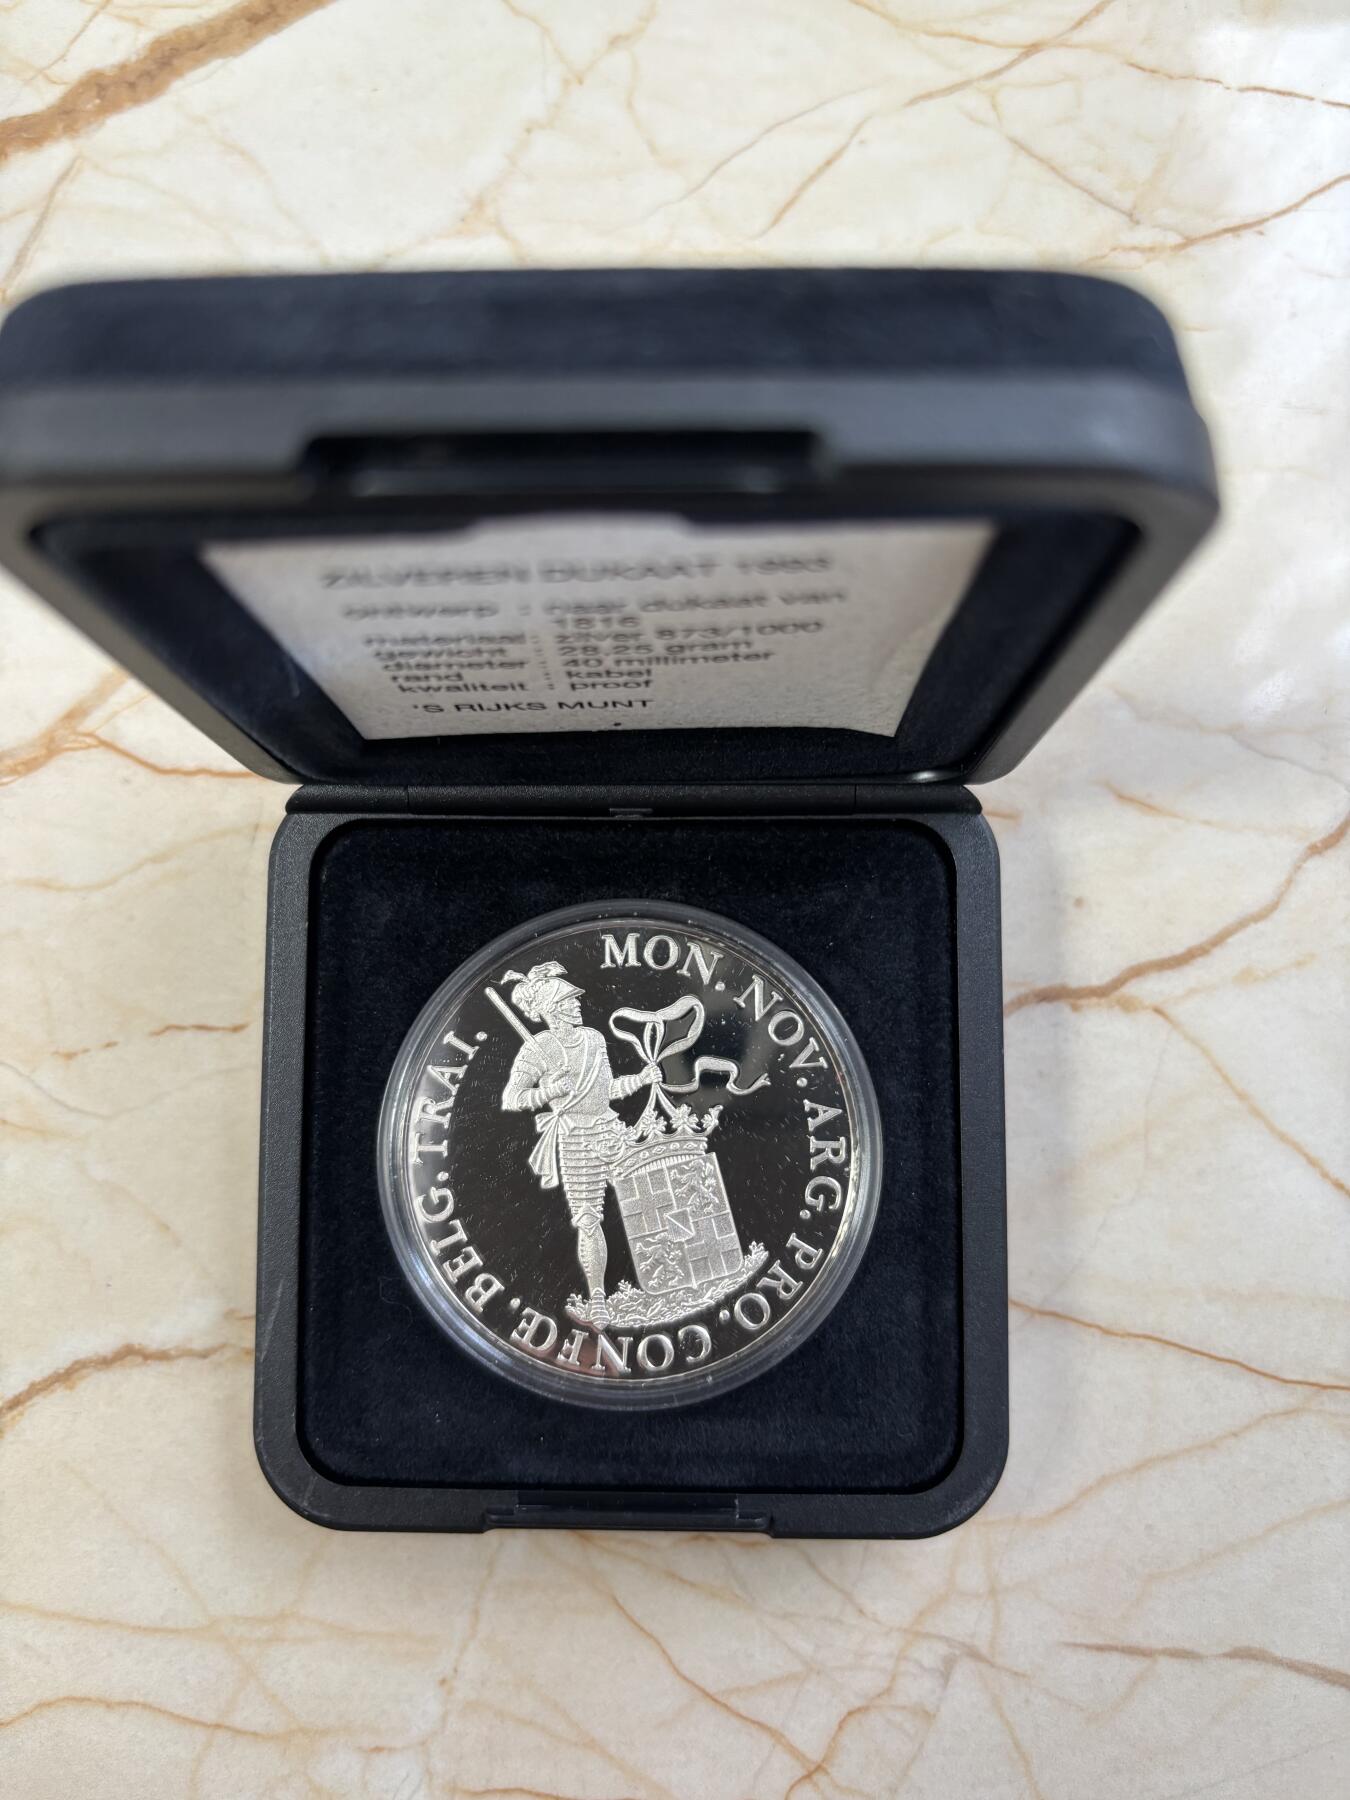 ZILVEREN DUKAAT
ontwerp : naar dukaat van
1816
materiaal : zilver 873/1000
gewicht : 28,25 gram
diameter : 40 millimeter
rand : kabel
kwaliteit : proof
'S RIJKS MUNT
MON. NOV. ARG. PRO. CONFŒ. BELG. TRAI.